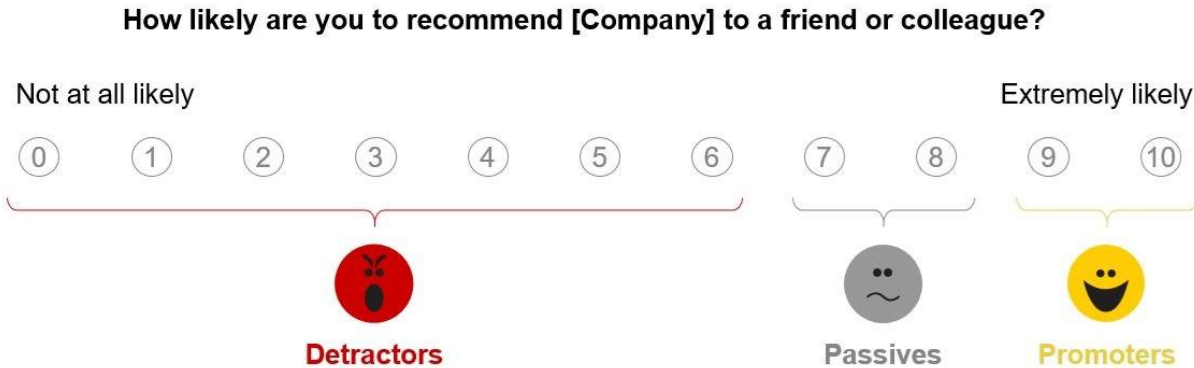 How likely are you to recommend [Company] to a friend or colleague?
Not at all likely Extremely likely
0 1 2 3 4 5 6 7 8 9 10
Detractors Passives Promoters